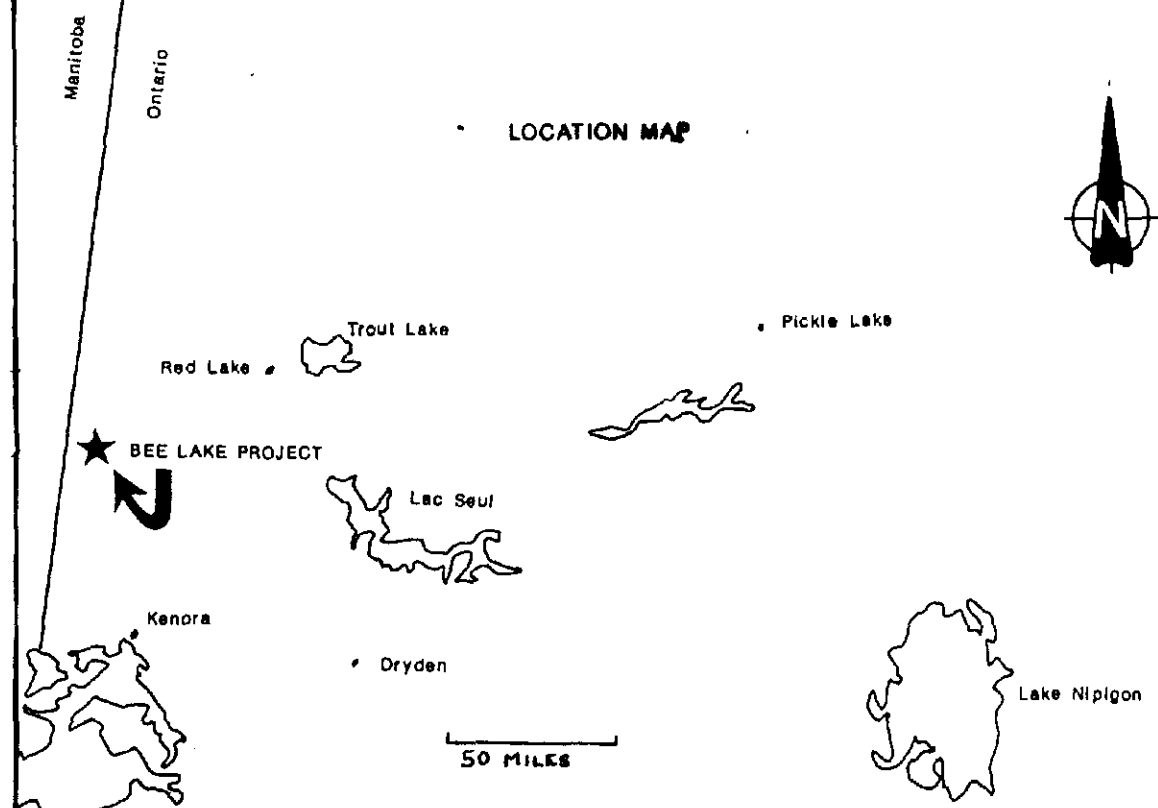 Manitoba
Ontario
LOCATION MAP
N
Trout Lake
Pickle Lake
Red Lake
BEE LAKE PROJECT
Lac Seul
Kenora
Dryden
Lake Nipigon
50 MILES